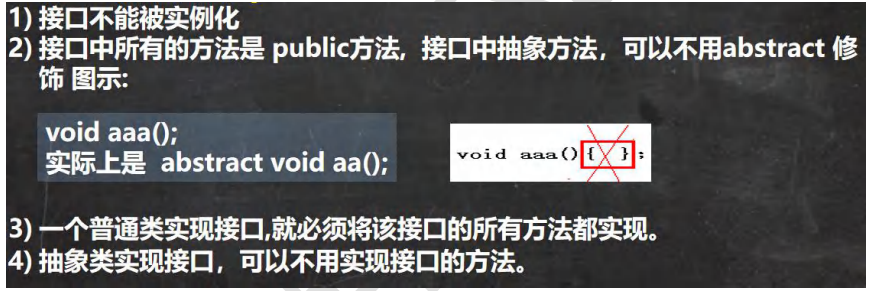 1) 接口不能被实例化
2) 接口中所有的方法是 public方法, 接口中抽象方法，可以不用abstract 修
饰 图示:
void aaa();
实际上是 abstract void aa();
void aaa(){ };
3) 一个普通类实现接口,就必须将该接口的所有方法都实现。
4) 抽象类实现接口，可以不用实现接口的方法。